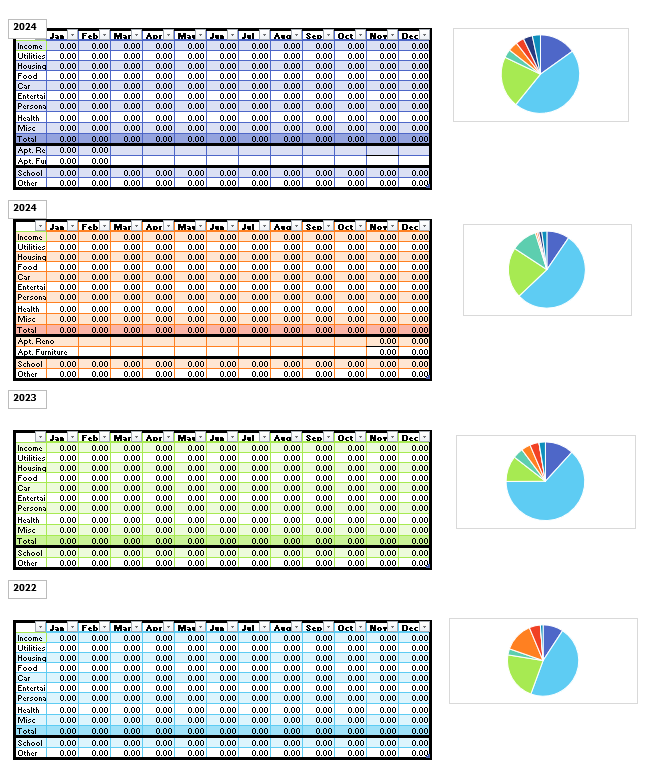 2024
Jan Feb Mar Apr May Jun Jul Aug Sep Oct Nov Dec
Income 0.00 0.00 0.00 0.00 0.00 0.00 0.00 0.00 0.00 0.00 0.00 0.00
Utilities 0.00 0.00 0.00 0.00 0.00 0.00 0.00 0.00 0.00 0.00 0.00 0.00
Housing 0.00 0.00 0.00 0.00 0.00 0.00 0.00 0.00 0.00 0.00 0.00 0.00
Food 0.00 0.00 0.00 0.00 0.00 0.00 0.00 0.00 0.00 0.00 0.00 0.00
Car 0.00 0.00 0.00 0.00 0.00 0.00 0.00 0.00 0.00 0.00 0.00 0.00
Entertai 0.00 0.00 0.00 0.00 0.00 0.00 0.00 0.00 0.00 0.00 0.00 0.00
Persona 0.00 0.00 0.00 0.00 0.00 0.00 0.00 0.00 0.00 0.00 0.00 0.00
Health 0.00 0.00 0.00 0.00 0.00 0.00 0.00 0.00 0.00 0.00 0.00 0.00
Misc 0.00 0.00 0.00 0.00 0.00 0.00 0.00 0.00 0.00 0.00 0.00 0.00
Total 0.00 0.00 0.00 0.00 0.00 0.00 0.00 0.00 0.00 0.00 0.00 0.00
Apt. Re 0.00 0.00
Apt. Fur 0.00 0.00
School 0.00 0.00 0.00 0.00 0.00 0.00 0.00 0.00 0.00 0.00 0.00 0.00
Other 0.00 0.00 0.00 0.00 0.00 0.00 0.00 0.00 0.00 0.00 0.00 0.00
2024
Jan Feb Mar Apr May Jun Jul Aug Sep Oct Nov Dec
Income 0.00 0.00 0.00 0.00 0.00 0.00 0.00 0.00 0.00 0.00 0.00 0.00
Utilities 0.00 0.00 0.00 0.00 0.00 0.00 0.00 0.00 0.00 0.00 0.00 0.00
Housing 0.00 0.00 0.00 0.00 0.00 0.00 0.00 0.00 0.00 0.00 0.00 0.00
Food 0.00 0.00 0.00 0.00 0.00 0.00 0.00 0.00 0.00 0.00 0.00 0.00
Car 0.00 0.00 0.00 0.00 0.00 0.00 0.00 0.00 0.00 0.00 0.00 0.00
Entertai 0.00 0.00 0.00 0.00 0.00 0.00 0.00 0.00 0.00 0.00 0.00 0.00
Persona 0.00 0.00 0.00 0.00 0.00 0.00 0.00 0.00 0.00 0.00 0.00 0.00
Health 0.00 0.00 0.00 0.00 0.00 0.00 0.00 0.00 0.00 0.00 0.00 0.00
Misc 0.00 0.00 0.00 0.00 0.00 0.00 0.00 0.00 0.00 0.00 0.00 0.00
Total 0.00 0.00 0.00 0.00 0.00 0.00 0.00 0.00 0.00 0.00 0.00 0.00
Apt. Reno 0.00 0.00
Apt. Furniture 0.00 0.00
School 0.00 0.00 0.00 0.00 0.00 0.00 0.00 0.00 0.00 0.00 0.00 0.00
Other 0.00 0.00 0.00 0.00 0.00 0.00 0.00 0.00 0.00 0.00 0.00 0.00
2023
Jan Feb Mar Apr May Jun Jul Aug Sep Oct Nov Dec
Income 0.00 0.00 0.00 0.00 0.00 0.00 0.00 0.00 0.00 0.00 0.00 0.00
Utilities 0.00 0.00 0.00 0.00 0.00 0.00 0.00 0.00 0.00 0.00 0.00 0.00
Housing 0.00 0.00 0.00 0.00 0.00 0.00 0.00 0.00 0.00 0.00 0.00 0.00
Food 0.00 0.00 0.00 0.00 0.00 0.00 0.00 0.00 0.00 0.00 0.00 0.00
Car 0.00 0.00 0.00 0.00 0.00 0.00 0.00 0.00 0.00 0.00 0.00 0.00
Entertai 0.00 0.00 0.00 0.00 0.00 0.00 0.00 0.00 0.00 0.00 0.00 0.00
Persona 0.00 0.00 0.00 0.00 0.00 0.00 0.00 0.00 0.00 0.00 0.00 0.00
Health 0.00 0.00 0.00 0.00 0.00 0.00 0.00 0.00 0.00 0.00 0.00 0.00
Misc 0.00 0.00 0.00 0.00 0.00 0.00 0.00 0.00 0.00 0.00 0.00 0.00
Total 0.00 0.00 0.00 0.00 0.00 0.00 0.00 0.00 0.00 0.00 0.00 0.00
School 0.00 0.00 0.00 0.00 0.00 0.00 0.00 0.00 0.00 0.00 0.00 0.00
Other 0.00 0.00 0.00 0.00 0.00 0.00 0.00 0.00 0.00 0.00 0.00 0.00
2022
Jan Feb Mar Apr May Jun Jul Aug Sep Oct Nov Dec
Income 0.00 0.00 0.00 0.00 0.00 0.00 0.00 0.00 0.00 0.00 0.00 0.00
Utilities 0.00 0.00 0.00 0.00 0.00 0.00 0.00 0.00 0.00 0.00 0.00 0.00
Housing 0.00 0.00 0.00 0.00 0.00 0.00 0.00 0.00 0.00 0.00 0.00 0.00
Food 0.00 0.00 0.00 0.00 0.00 0.00 0.00 0.00 0.00 0.00 0.00 0.00
Car 0.00 0.00 0.00 0.00 0.00 0.00 0.00 0.00 0.00 0.00 0.00 0.00
Entertai 0.00 0.00 0.00 0.00 0.00 0.00 0.00 0.00 0.00 0.00 0.00 0.00
Persona 0.00 0.00 0.00 0.00 0.00 0.00 0.00 0.00 0.00 0.00 0.00 0.00
Health 0.00 0.00 0.00 0.00 0.00 0.00 0.00 0.00 0.00 0.00 0.00 0.00
Misc 0.00 0.00 0.00 0.00 0.00 0.00 0.00 0.00 0.00 0.00 0.00 0.00
Total 0.00 0.00 0.00 0.00 0.00 0.00 0.00 0.00 0.00 0.00 0.00 0.00
School 0.00 0.00 0.00 0.00 0.00 0.00 0.00 0.00 0.00 0.00 0.00 0.00
Other 0.00 0.00 0.00 0.00 0.00 0.00 0.00 0.00 0.00 0.00 0.00 0.00